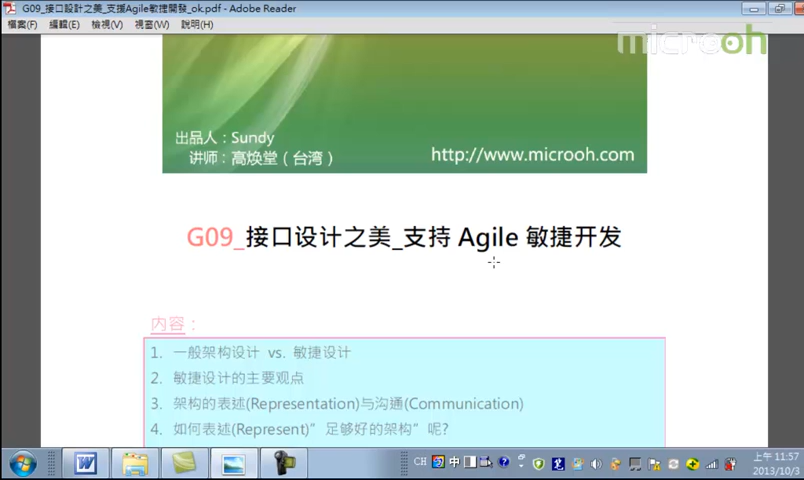 G09_接口設計之美_支援Agile敏捷開發_ok.pdf - Adobe Reader
檔案(F) 編輯(E) 檢視(V) 視窗(W) 說明(H)
microoh
出品人：Sundy
讲师：高焕堂（台湾）
http://www.microoh.com
G09_接口设计之美_支持 Agile 敏捷开发
内容：
1. 一般架构设计 vs. 敏捷设计
2. 敏捷设计的主要观点
3. 架构的表述(Representation)与沟通(Communication)
4. 如何表述(Represent)”足够好的架构”呢?
CH 中
上午 11:57
2013/10/3